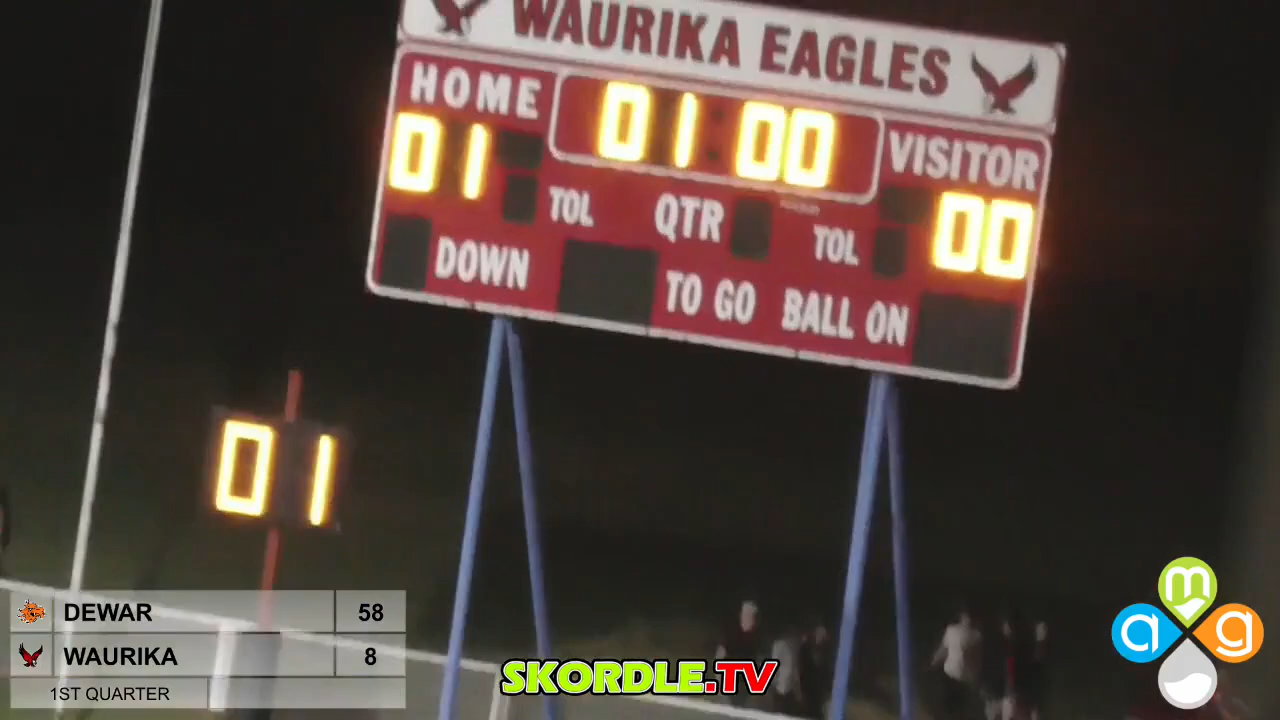 WAURIKA EAGLES
HOME
01
01:00
VISITOR
00
TOL
QTR
TOL
DOWN
TO GO
BALL ON
01
DEWAR 58
WAURIKA 8
1ST QUARTER
SKORDLE.TV
m
a
g